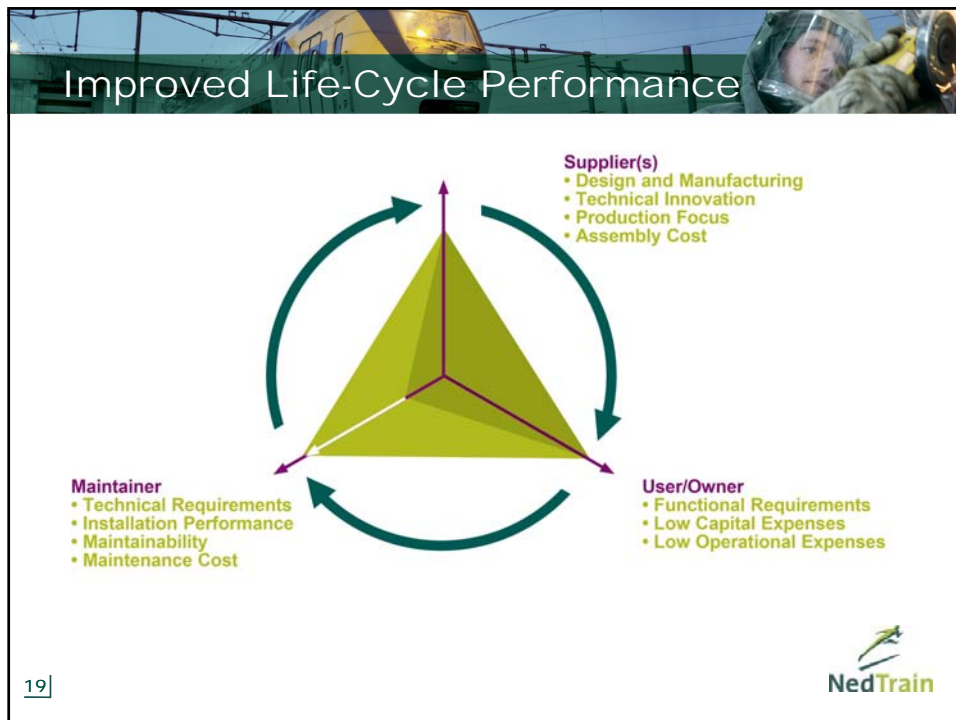 Improved Life-Cycle Performance
Supplier(s)
• Design and Manufacturing
• Technical Innovation
• Production Focus
• Assembly Cost
Maintainer
• Technical Requirements
• Installation Performance
• Maintainability
• Maintenance Cost
User/Owner
• Functional Requirements
• Low Capital Expenses
• Low Operational Expenses
19
NedTrain